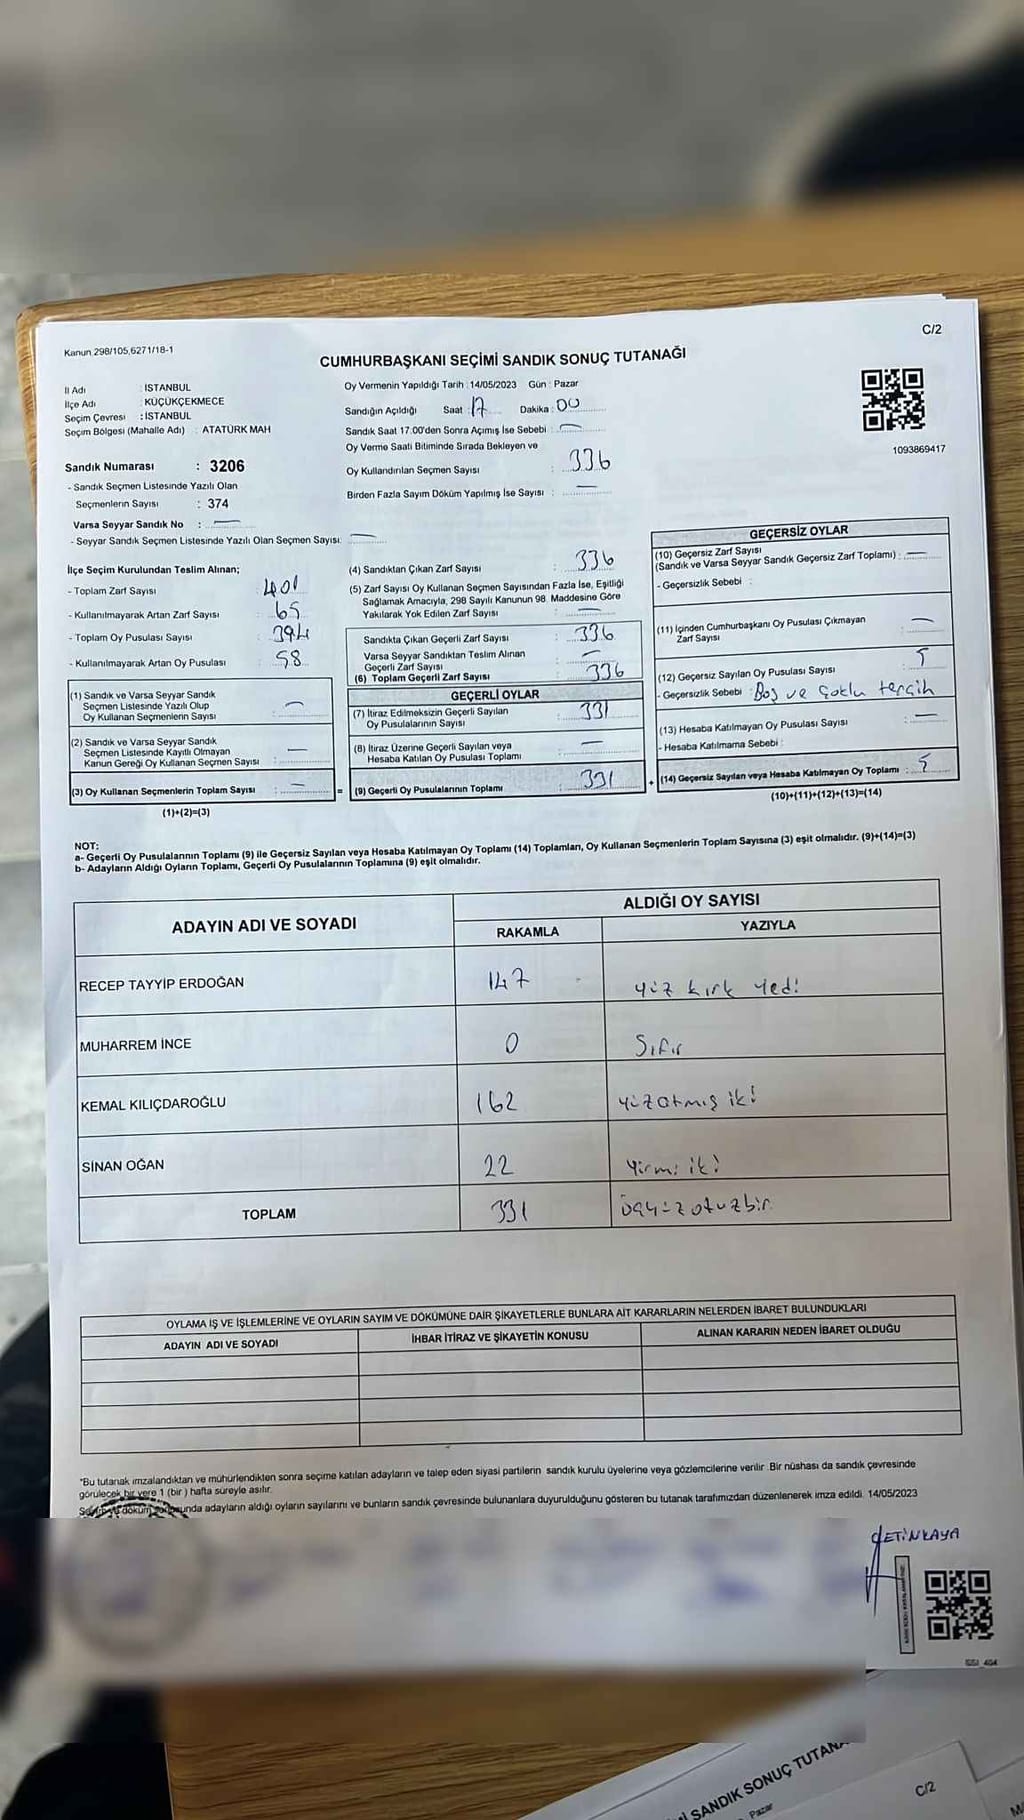 C/2
Kanun 298/105,6271/18-1
CUMHURBAŞKANI SEÇİMİ SANDIK SONUÇ TUTANAĞI
İl Adı : İSTANBUL
İlçe Adı : KÜÇÜKÇEKMECE
Seçim Çevresi : İSTANBUL
Seçim Bölgesi (Mahalle Adı) : ATATÜRK MAH
Oy Vermenin Yapıldığı Tarih : 14/05/2023 Gün : Pazar
Sandığın Açıldığı Saat : 17 Dakika : 00
Sandık Saat 17.00'den Sonra Açımış İse Sebebi : —
Oy Verme Saati Bitiminde Sırada Bekleyen ve
Oy Kullandırılan Seçmen Sayısı : 336
Birden Fazla Sayım Döküm Yapılmış İse Sayısı : —
1093869417
Sandık Numarası : 3206
- Sandık Seçmen Listesinde Yazılı Olan
Seçmenlerin Sayısı : 374
Varsa Seyyar Sandık No : —
- Seyyar Sandık Seçmen Listesinde Yazılı Olan Seçmen Sayısı: —
İlçe Seçim Kurulundan Teslim Alınan;
- Toplam Zarf Sayısı : 401
- Kullanılmayarak Artan Zarf Sayısı : 65
- Toplam Oy Pusulası Sayısı : 394
- Kullanılmayarak Artan Oy Pusulası : 58
(1) Sandık ve Varsa Seyyar Sandık
Seçmen Listesinde Yazılı Olup
Oy Kullanan Seçmenlerin Sayısı : —
(2) Sandık ve Varsa Seyyar Sandık
Seçmen Listesinde Kayıtlı Olmayan
Kanun Gereği Oy Kullanan Seçmen Sayısı : —
(3) Oy Kullanan Seçmenlerin Toplam Sayısı : —
(1)+(2)=(3)
=
(4) Sandıktan Çıkan Zarf Sayısı : 336
(5) Zarf Sayısı Oy Kullanan Seçmen Sayısından Fazla İse, Eşitliği
Sağlamak Amacıyla, 298 Sayılı Kanunun 98. Maddesine Göre
Yakılarak Yok Edilen Zarf Sayısı : —
Sandıkta Çıkan Geçerli Zarf Sayısı : 336
Varsa Seyyar Sandıktan Teslim Alınan
Geçerli Zarf Sayısı : —
(6) Toplam Geçerli Zarf Sayısı : 336
GEÇERLİ OYLAR
(7) İtiraz Edilmeksizin Geçerli Sayılan
Oy Pusulalarının Sayısı : 331
(8) İtiraz Üzerine Geçerli Sayılan veya
Hesaba Katılan Oy Pusulası Toplamı : —
(9) Geçerli Oy Pusulalarının Toplamı : 331
+
GEÇERSİZ OYLAR
(10) Geçersiz Zarf Sayısı
(Sandık ve Varsa Seyyar Sandık Geçersiz Zarf Toplamı) : —
- Geçersizlik Sebebi :
(11) İçinden Cumhurbaşkanı Oy Pusulası Çıkmayan
Zarf Sayısı : —
(12) Geçersiz Sayılan Oy Pusulası Sayısı : 5
- Geçersizlik Sebebi : Boş ve Çoklu tercih
(13) Hesaba Katılmayan Oy Pusulası Sayısı : —
- Hesaba Katılmama Sebebi :
(14) Geçersiz Sayılan veya Hesaba Katılmayan Oy Toplamı : 5
(10)+(11)+(12)+(13)=(14)
NOT:
a- Geçerli Oy Pusulalarının Toplamı (9) ile Geçersiz Sayılan veya Hesaba Katılmayan Oy Toplamı (14) Toplamları, Oy Kullanan Seçmenlerin Toplam Sayısına (3) eşit olmalıdır. (9)+(14)=(3)
b- Adayların Aldığı Oyların Toplamı, Geçerli Oy Pusulalarının Toplamına (9) eşit olmalıdır.
ADAYIN ADI VE SOYADI ALDIĞI OY SAYISI
RAKAMLA YAZIYLA
RECEP TAYYİP ERDOĞAN 147 yüz kırk yedi
MUHARREM İNCE 0 Sıfır
KEMAL KILIÇDAROĞLU 162 yüzatmış iki
SİNAN OĞAN 22 yirmi iki
TOPLAM 331 üçyüzotuzbir
OYLAMA İŞ VE İŞLEMLERİNE VE OYLARIN SAYIM VE DÖKÜMÜNE DAİR ŞİKAYETLERLE BUNLARA AİT KARARLARIN NELERDEN İBARET BULUNDUKLARI
ADAYIN ADI VE SOYADI İHBAR İTİRAZ VE ŞİKAYETİN KONUSU ALINAN KARARIN NEDEN İBARET OLDUĞU
*Bu tutanak imzalandıktan ve mühürlendikten sonra seçime katılan adayların ve talep eden siyasi partilerin sandık kurulu üyelerine veya gözlemcilerine verilir. Bir nüshası da sandık çevresinde
görülecek bir yere 1 (bir) hafta süreyle asılır.
döküm sonucunda adayların aldığı oyların sayılarını ve bunların sandık çevresinde bulunanlara duyurulduğunu gösteren bu tutanak tarafımızdan düzenlenerek imza edildi. 14/05/2023
ÇETİNKAYA
SSI_404
SANDIK SONUÇ TUTANA
Pazar
C/2